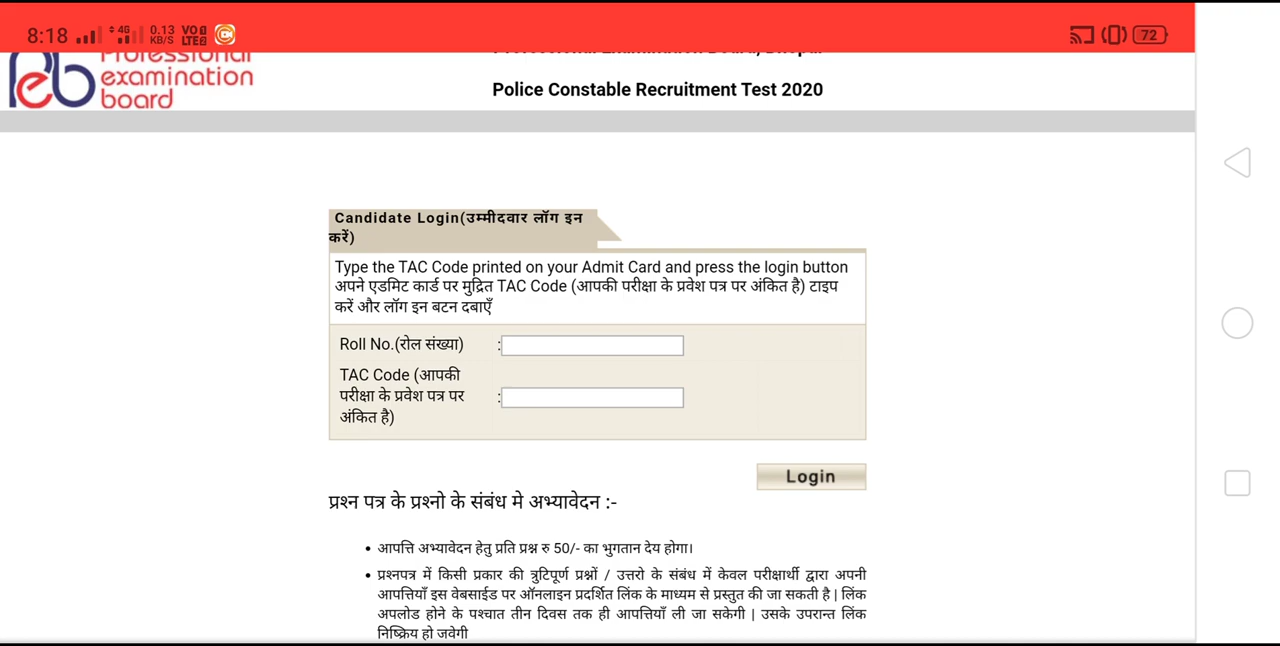 8:18
4G
0.13
KB/S
VO
LTE
72
Professional
examination
board
Police Constable Recruitment Test 2020
Candidate Login(उम्मीदवार लॉग इन
करें)
Type the TAC Code printed on your Admit Card and press the login button
अपने एडमिट कार्ड पर मुद्रित TAC Code (आपकी परीक्षा के प्रवेश पत्र पर अंकित है) टाइप
करें और लॉग इन बटन दबाएँ
Roll No.(रोल संख्या) :
TAC Code (आपकी
परीक्षा के प्रवेश पत्र पर :
अंकित है)
Login
प्रश्न पत्र के प्रश्नो के संबंध मे अभ्यावेदन :-
• आपत्ति अभ्यावेदन हेतु प्रति प्रश्न रु 50/- का भुगतान देय होगा।
• प्रश्नपत्र में किसी प्रकार की त्रुटिपूर्ण प्रश्नों / उत्तरो के संबंध में केवल परीक्षार्थी द्वारा अपनी
आपत्तियाँ इस वेबसाईड पर ऑनलाइन प्रदर्शित लिंक के माध्यम से प्रस्तुत की जा सकती है | लिंक
अपलोड होने के पश्चात तीन दिवस तक ही आपत्तियाँ ली जा सकेगी | उसके उपरान्त लिंक
निष्क्रिय हो जवेगी